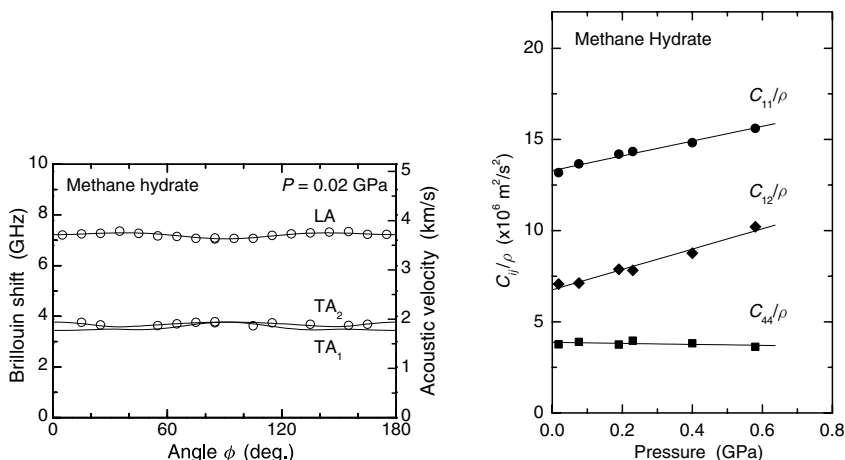 Methane hydrate
P = 0.02 GPa
LA
TA2
TA1
Brillouin shift (GHz)
0
2
4
6
8
10
Acoustic velocity (km/s)
0
1
2
3
4
5
0
60
120
180
Angle ϕ (deg.)
Methane Hydrate
C11/ρ
C12/ρ
C44/ρ
Cij/ρ (x10^6 m^2/s^2)
0
5
10
15
20
0.0
0.2
0.4
0.6
0.8
Pressure (GPa)